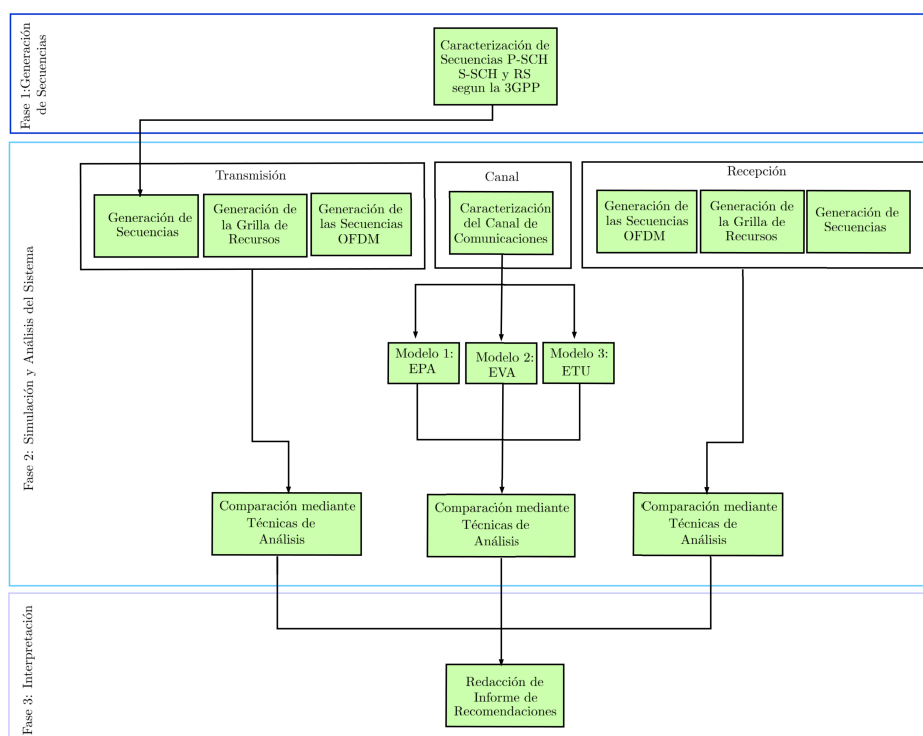 Fase 1:Generación
de Secuencias
Caracterización de
Secuencias P-SCH
S-SCH y RS
segun la 3GPP
Fase 2: Simulación y Análisis del Sistema
Transmisión
Generación de
Secuencias
Generación de
la Grilla de
Recursos
Generación de
las Secuencias
OFDM
Canal
Caracterización
del Canal de
Comunicaciones
Recepción
Generación de
las Secuencias
OFDM
Generación de
la Grilla de
Recursos
Generación de
Secuencias
Modelo 1:
EPA
Modelo 2:
EVA
Modelo 3:
ETU
Comparación mediante
Técnicas de
Análisis
Comparación mediante
Técnicas de
Análisis
Comparación mediante
Técnicas de
Análisis
Fase 3: Interpretación
Redacción de
Informe de
Recomendaciones